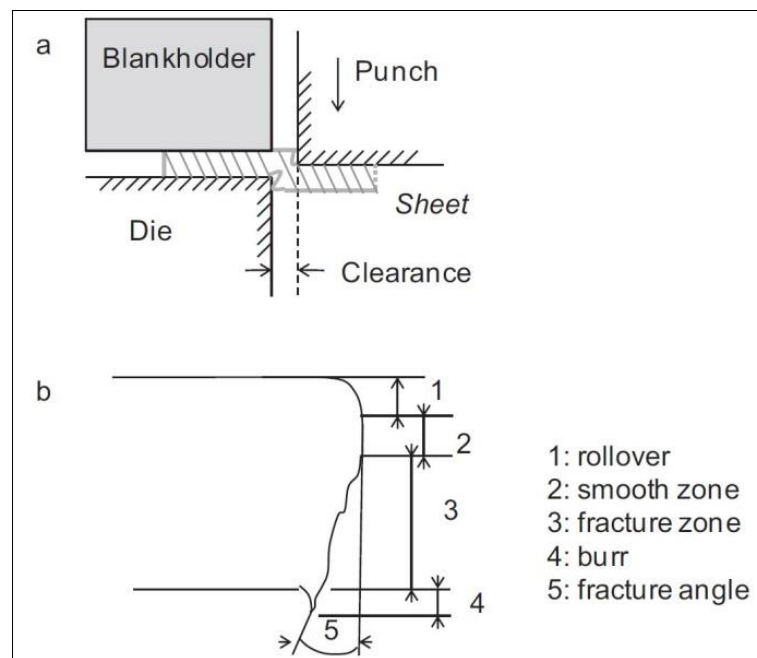 a
Blankholder
Punch
Sheet
Die
Clearance
b
1
2
3
4
5
1: rollover
2: smooth zone
3: fracture zone
4: burr
5: fracture angle